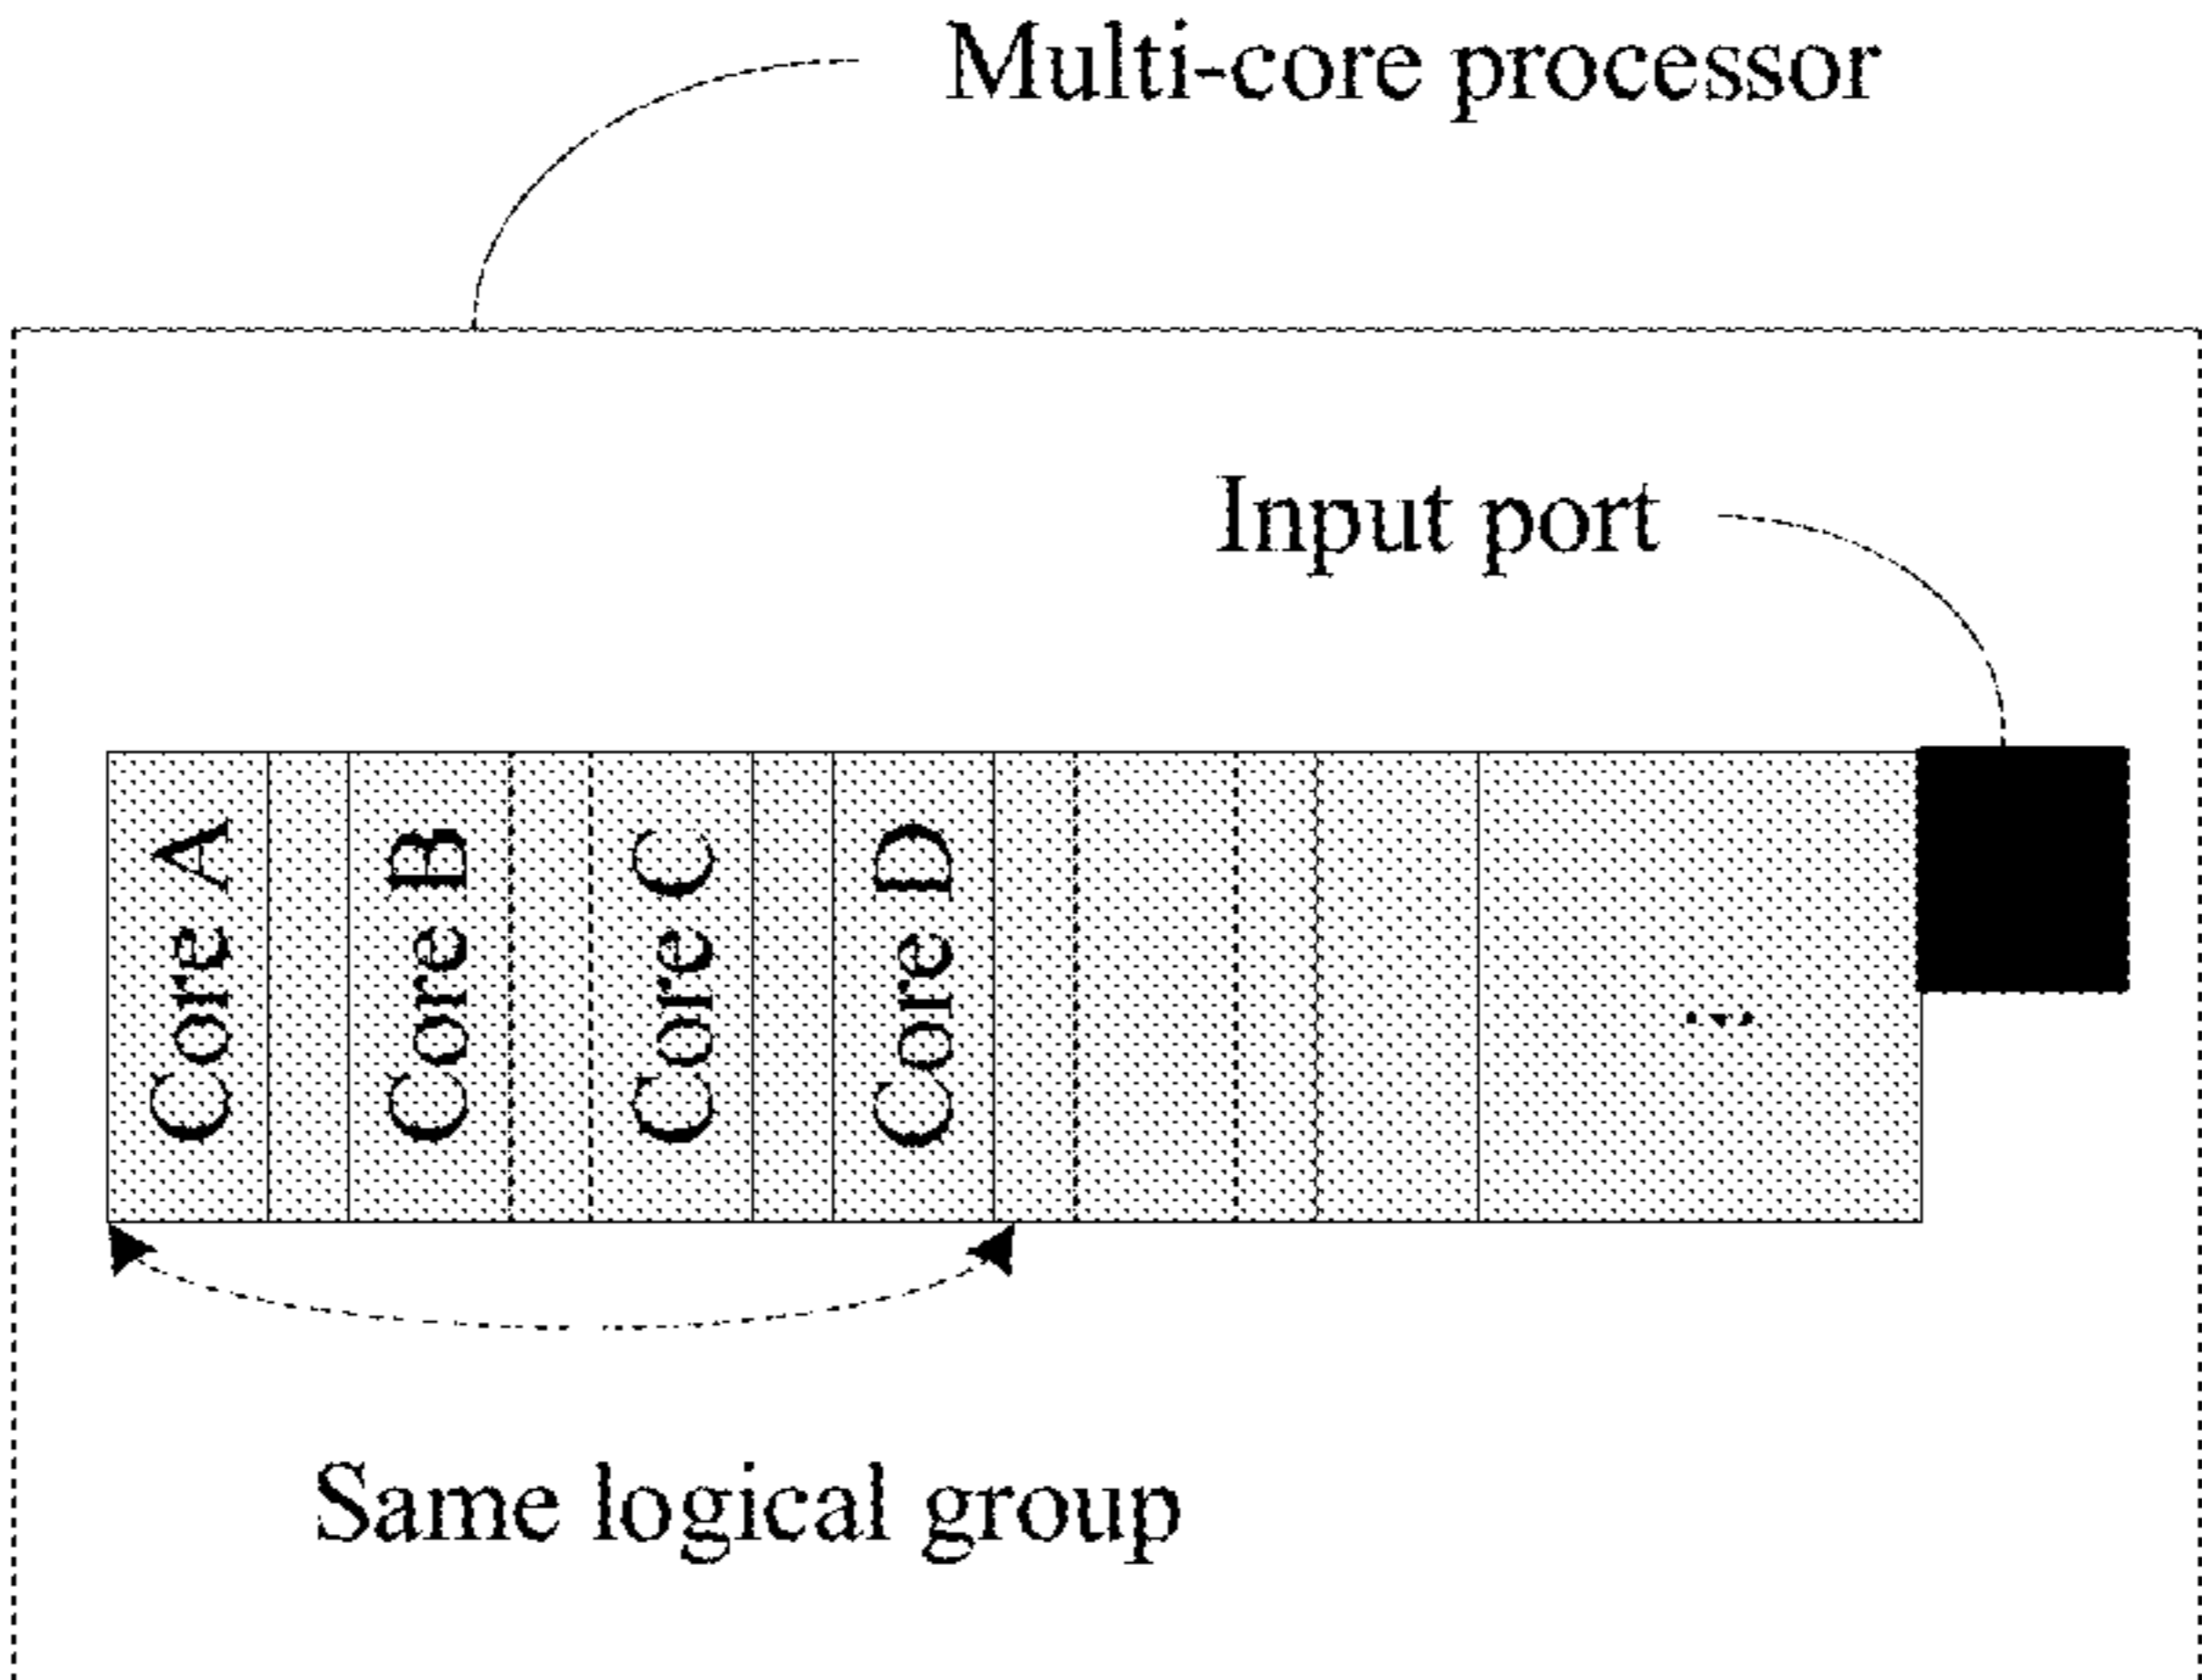 Multi-core processor
Input port
Core A
Core B
Core C
Core D
...
Same logical group